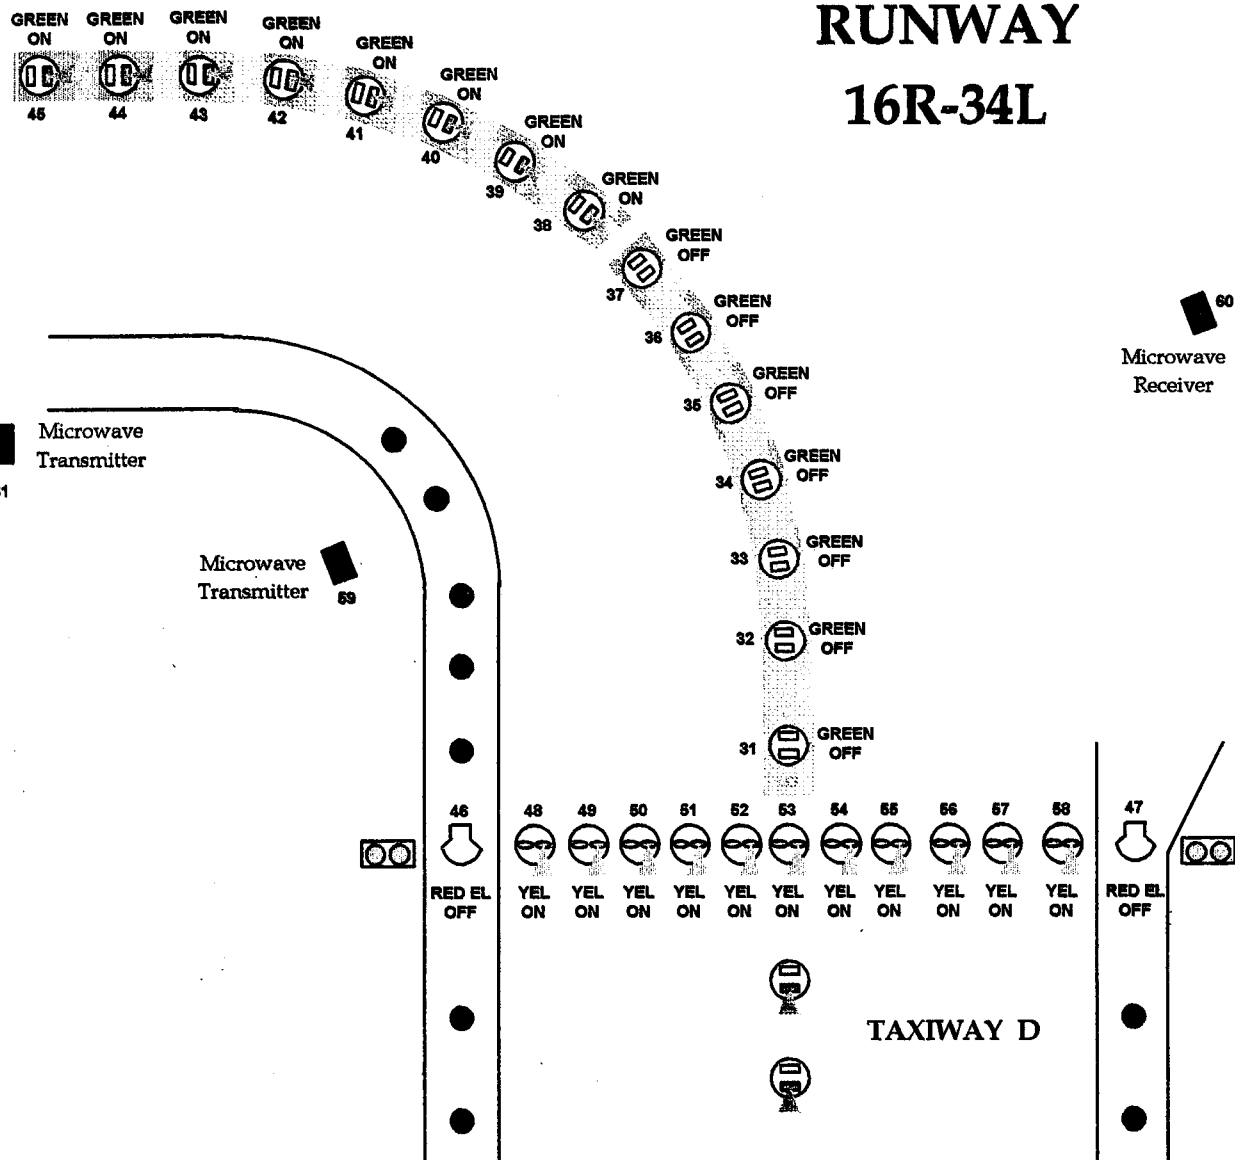 RUNWAY
16R-34L
GREEN
ON
GREEN
ON
GREEN
ON
GREEN
ON
GREEN
ON
GREEN
ON
GREEN
ON
GREEN
ON
GREEN
OFF
GREEN
OFF
GREEN
OFF
GREEN
OFF
GREEN
OFF
GREEN
OFF
GREEN
OFF
45
44
43
42
41
40
39
38
37
36
35
34
33
32
31
60
Microwave
Receiver
Microwave
Transmitter
Microwave
Transmitter
59
46 48 49 50 51 52 53 54 55 56 57 58 47
RED EL YEL YEL YEL YEL YEL YEL YEL YEL YEL YEL YEL RED EL
OFF ON ON ON ON ON ON ON ON ON ON ON OFF
TAXIWAY D